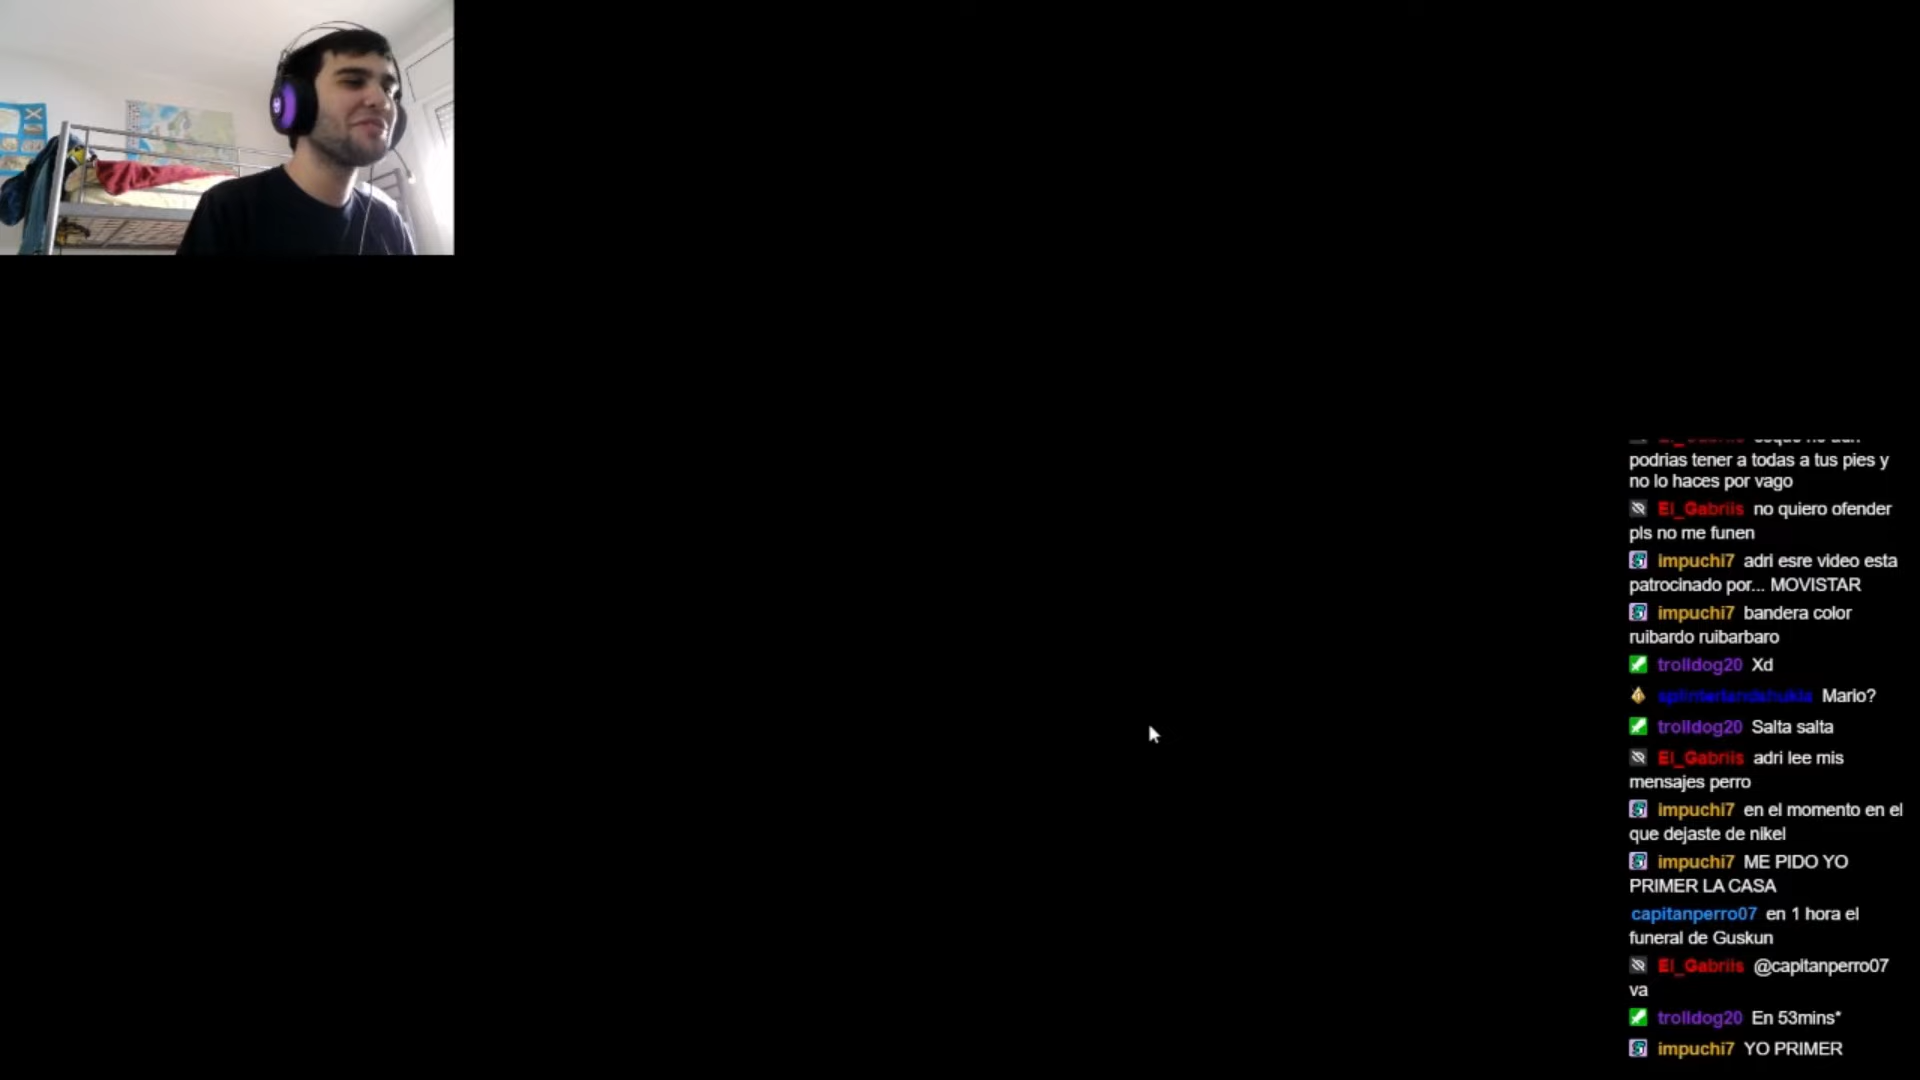 podrias tener a todas a tus pies y
no lo haces por vago
El_Gabriis no quiero ofender
pls no me funen
impuchi7 adri esre video esta
patrocinado por... MOVISTAR
impuchi7 bandera color
ruibardo ruibarbaro
trolldog20 Xd
splinterlandshukla Mario?
trolldog20 Salta salta
El_Gabriis adri lee mis
mensajes perro
impuchi7 en el momento en el
que dejaste de nikel
impuchi7 ME PIDO YO
PRIMER LA CASA
capitanperro07 en 1 hora el
funeral de Guskun
El_Gabriis @capitanperro07
va
trolldog20 En 53mins*
impuchi7 YO PRIMER